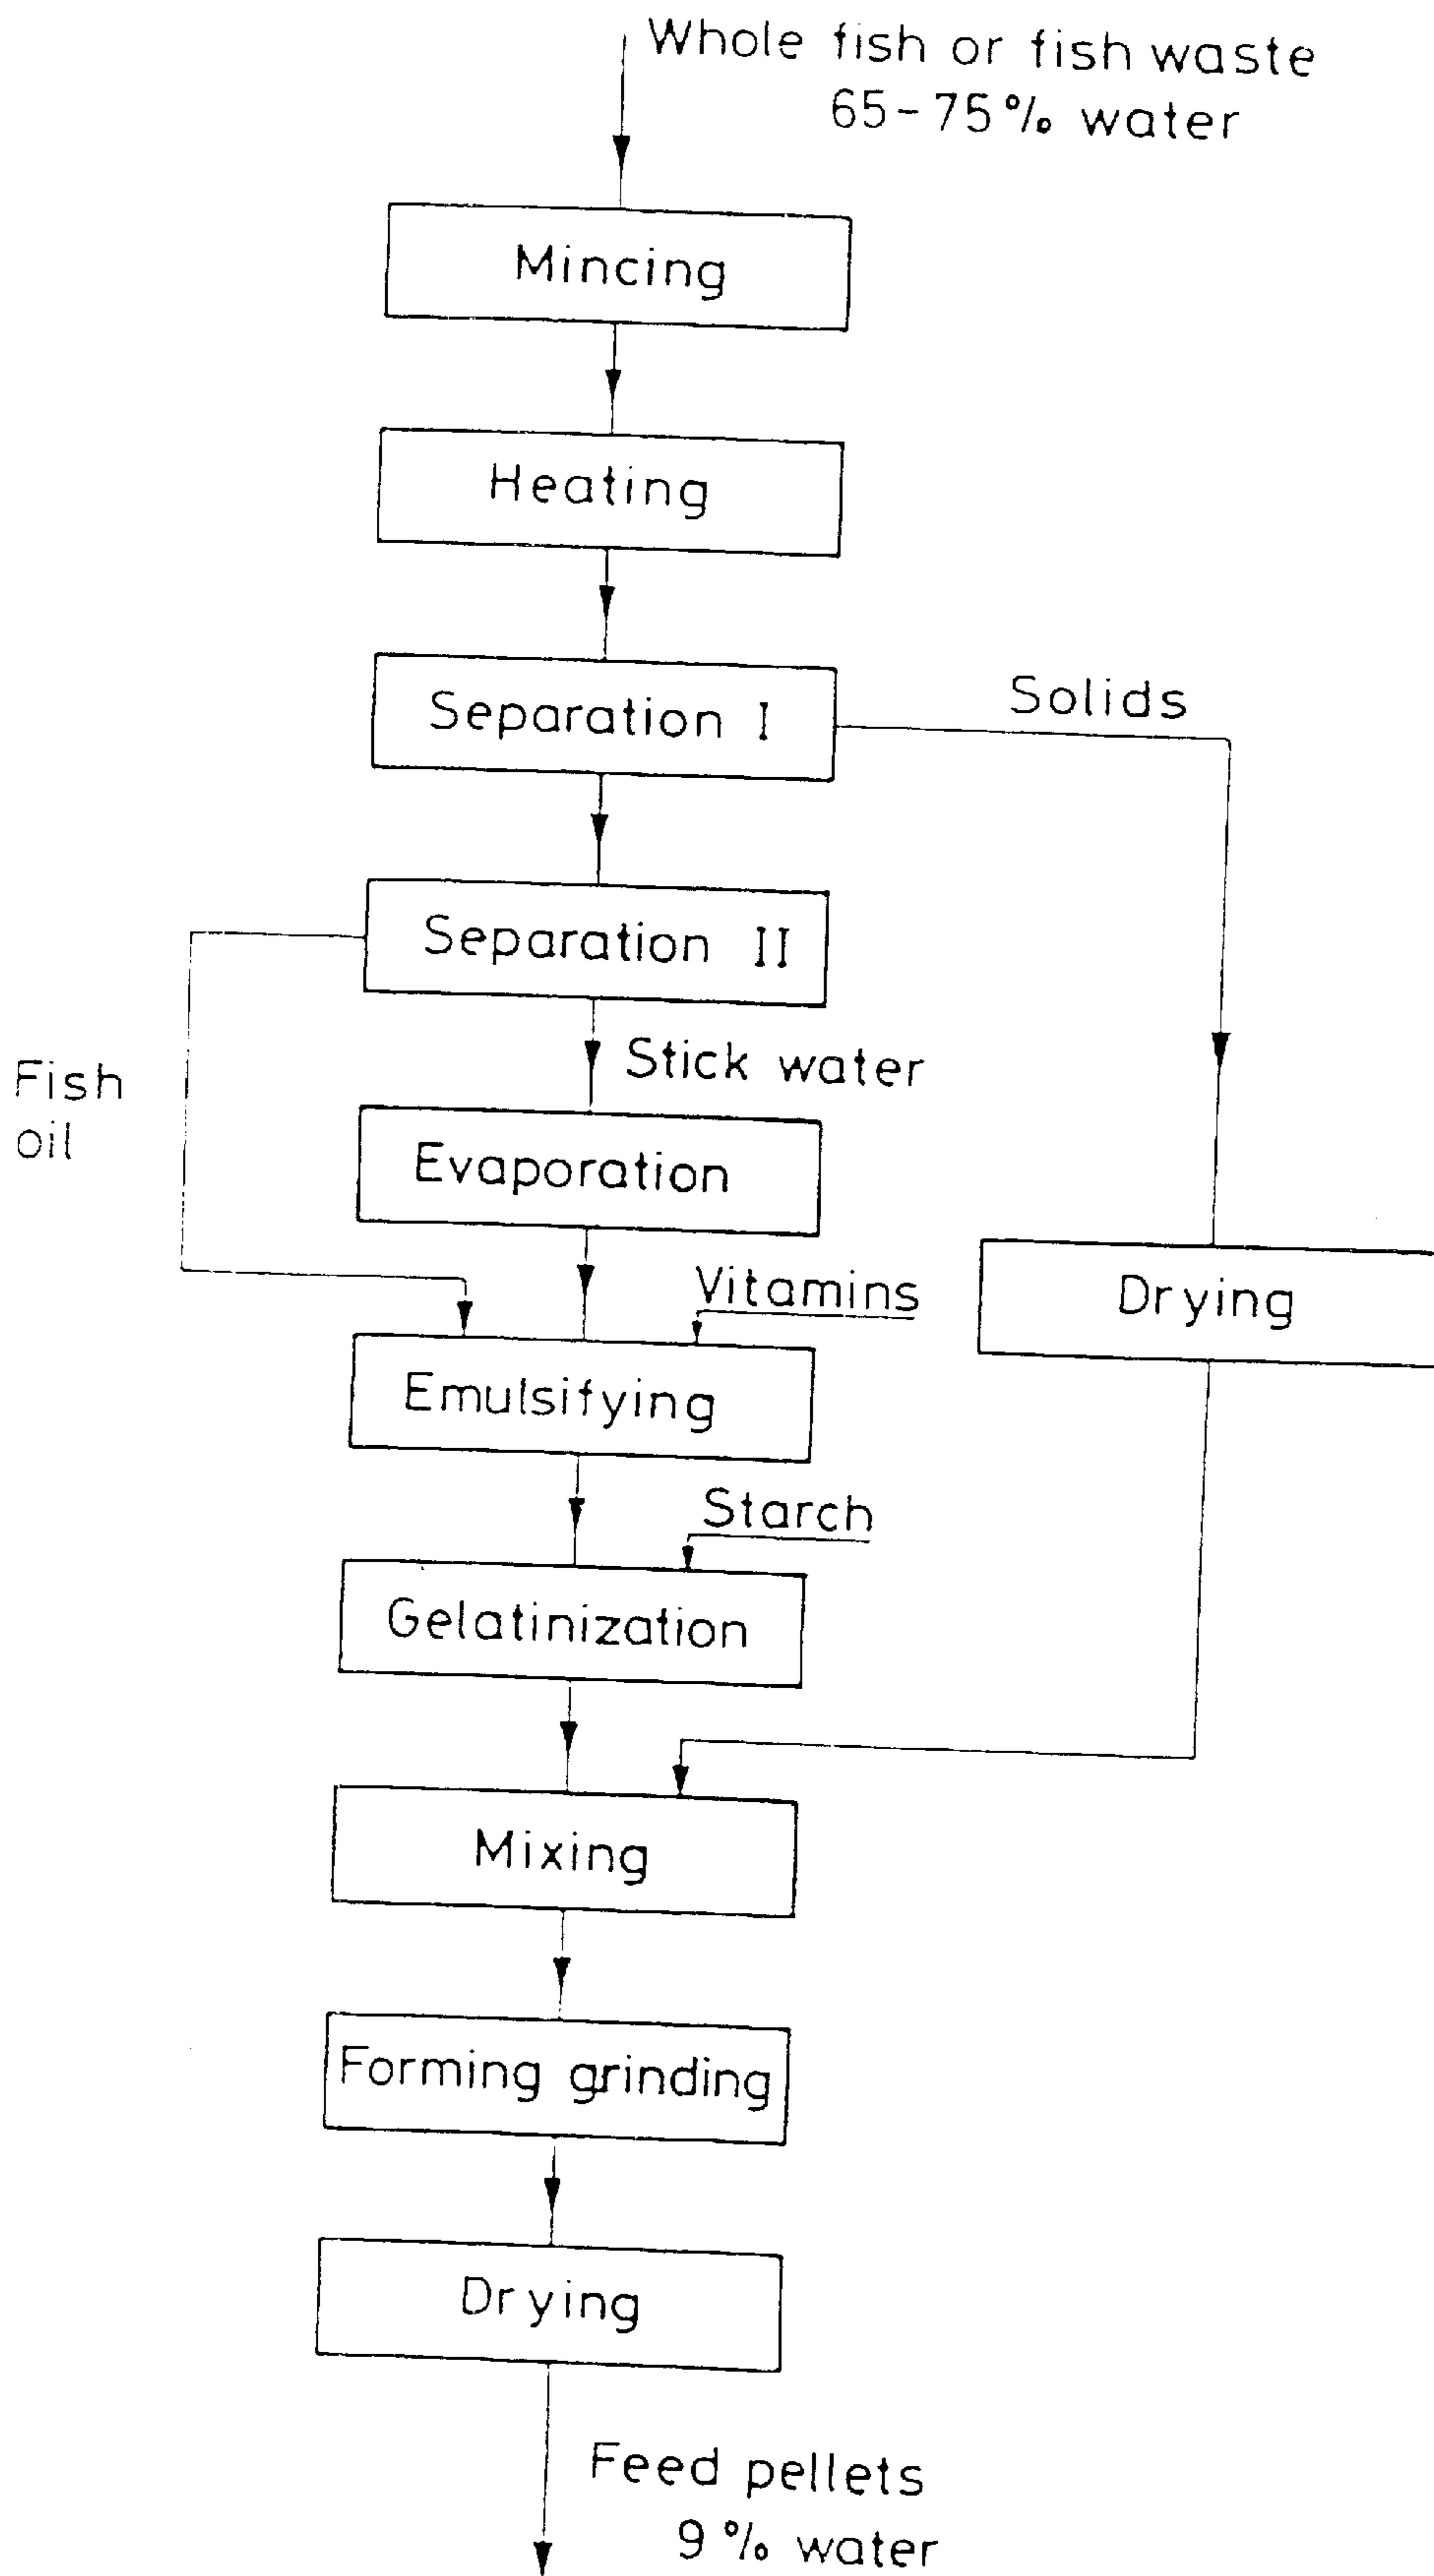 Whole fish or fish waste
65-75% water
Mincing
Heating
Separation I
Solids
Separation II
Stick water
Fish
oil
Evaporation
Vitamins
Drying
Emulsifying
Starch
Gelatinization
Mixing
Forming grinding
Drying
Feed pellets
9% water